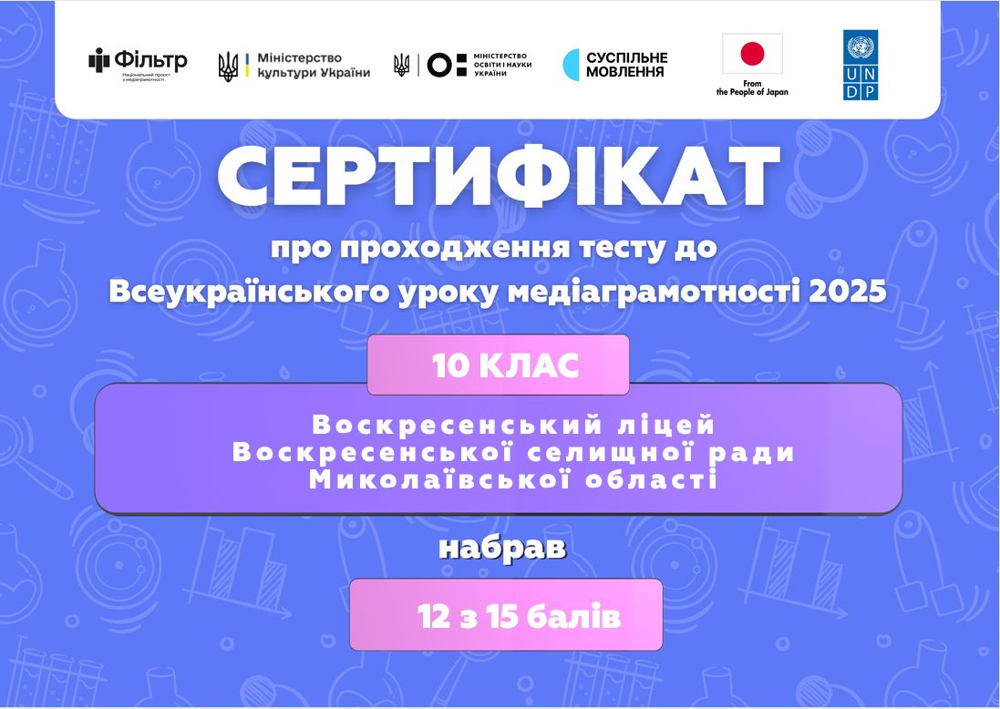 Фільтр
Національний проєкт
з медіаграмотності
Міністерство
культури України
МІНІСТЕРСТВО
ОСВІТИ І НАУКИ
УКРАЇНИ
СУСПІЛЬНЕ
МОВЛЕННЯ
From
the People of Japan
U N
D P
СЕРТИФІКАТ
про проходження тесту до
Всеукраїнського уроку медіаграмотності 2025
10 КЛАС
Воскресенський ліцей
Воскресенської селищної ради
Миколаївської області
набрав
12 з 15 балів